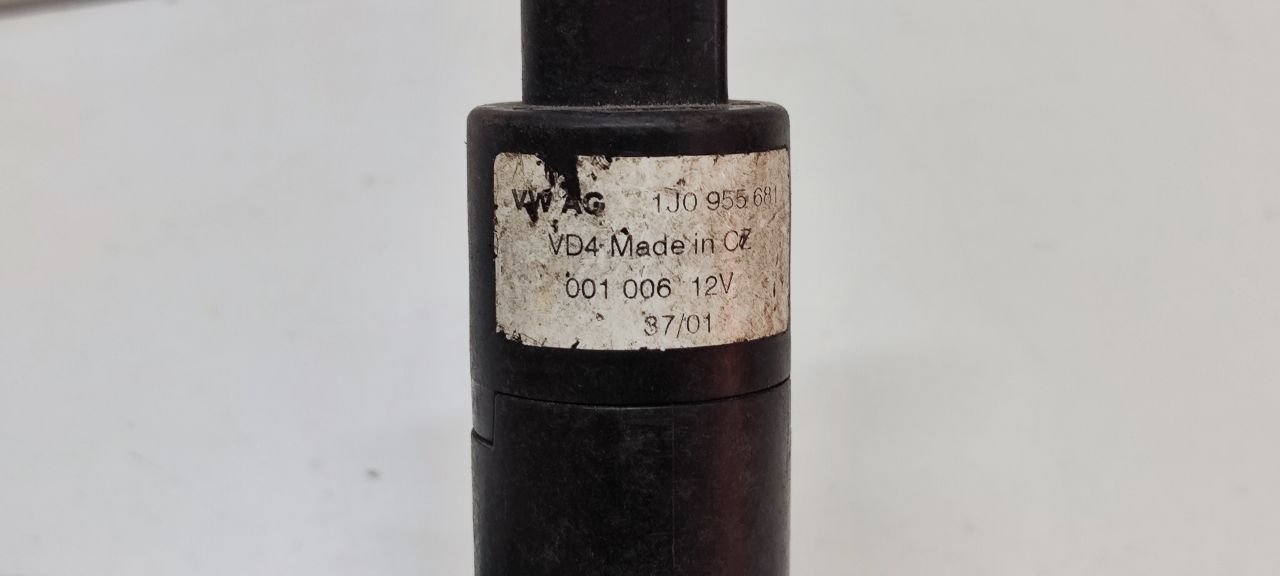 VW AG 1J0 955 681
VD4 Made in CZ
001 006 12V
37/01